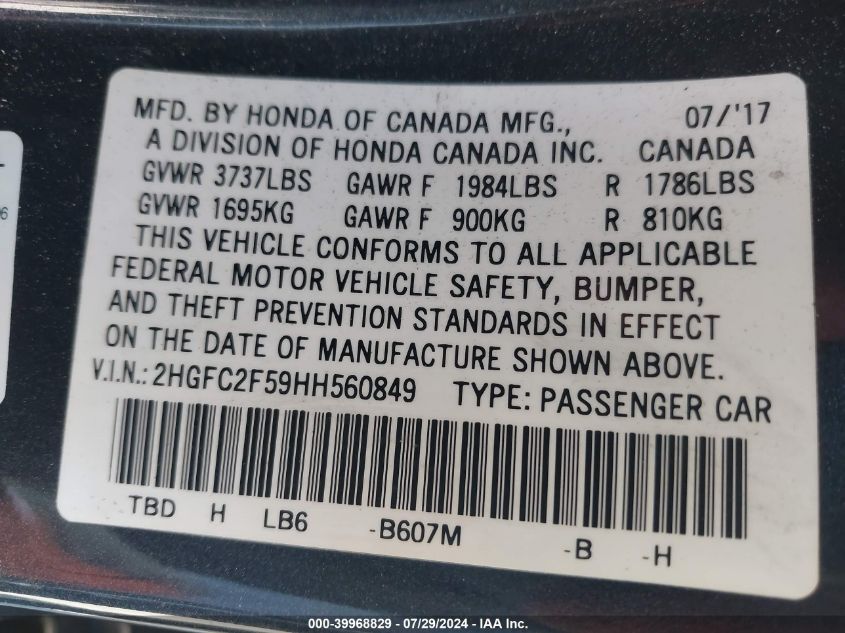 MFD. BY HONDA OF CANADA MFG., 07/'17
A DIVISION OF HONDA CANADA INC. CANADA
GVWR 3737LBS GAWR F 1984LBS R 1786LBS
GVWR 1695KG GAWR F 900KG R 810KG
THIS VEHICLE CONFORMS TO ALL APPLICABLE
FEDERAL MOTOR VEHICLE SAFETY, BUMPER,
AND THEFT PREVENTION STANDARDS IN EFFECT
ON THE DATE OF MANUFACTURE SHOWN ABOVE.
V.I.N.: 2HGFC2F59HH560849 TYPE: PASSENGER CAR
TBD H LB6 -B607M -B -H
000-39968829 - 07/29/2024 - IAA Inc.